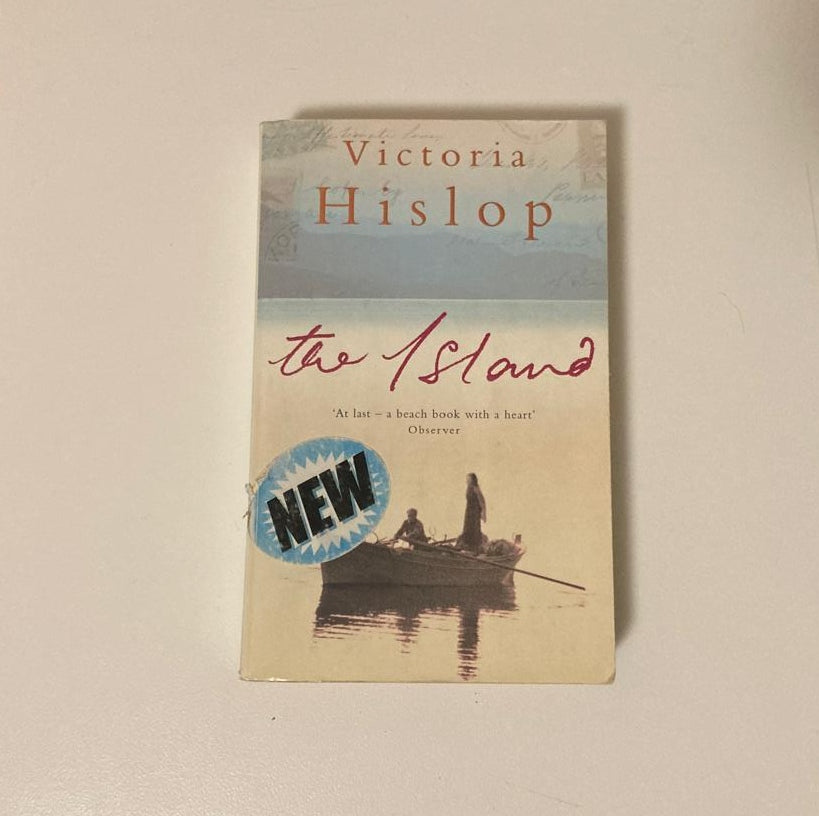 Victoria
Hislop
the Island
'At last – a beach book with a heart'
Observer
NEW